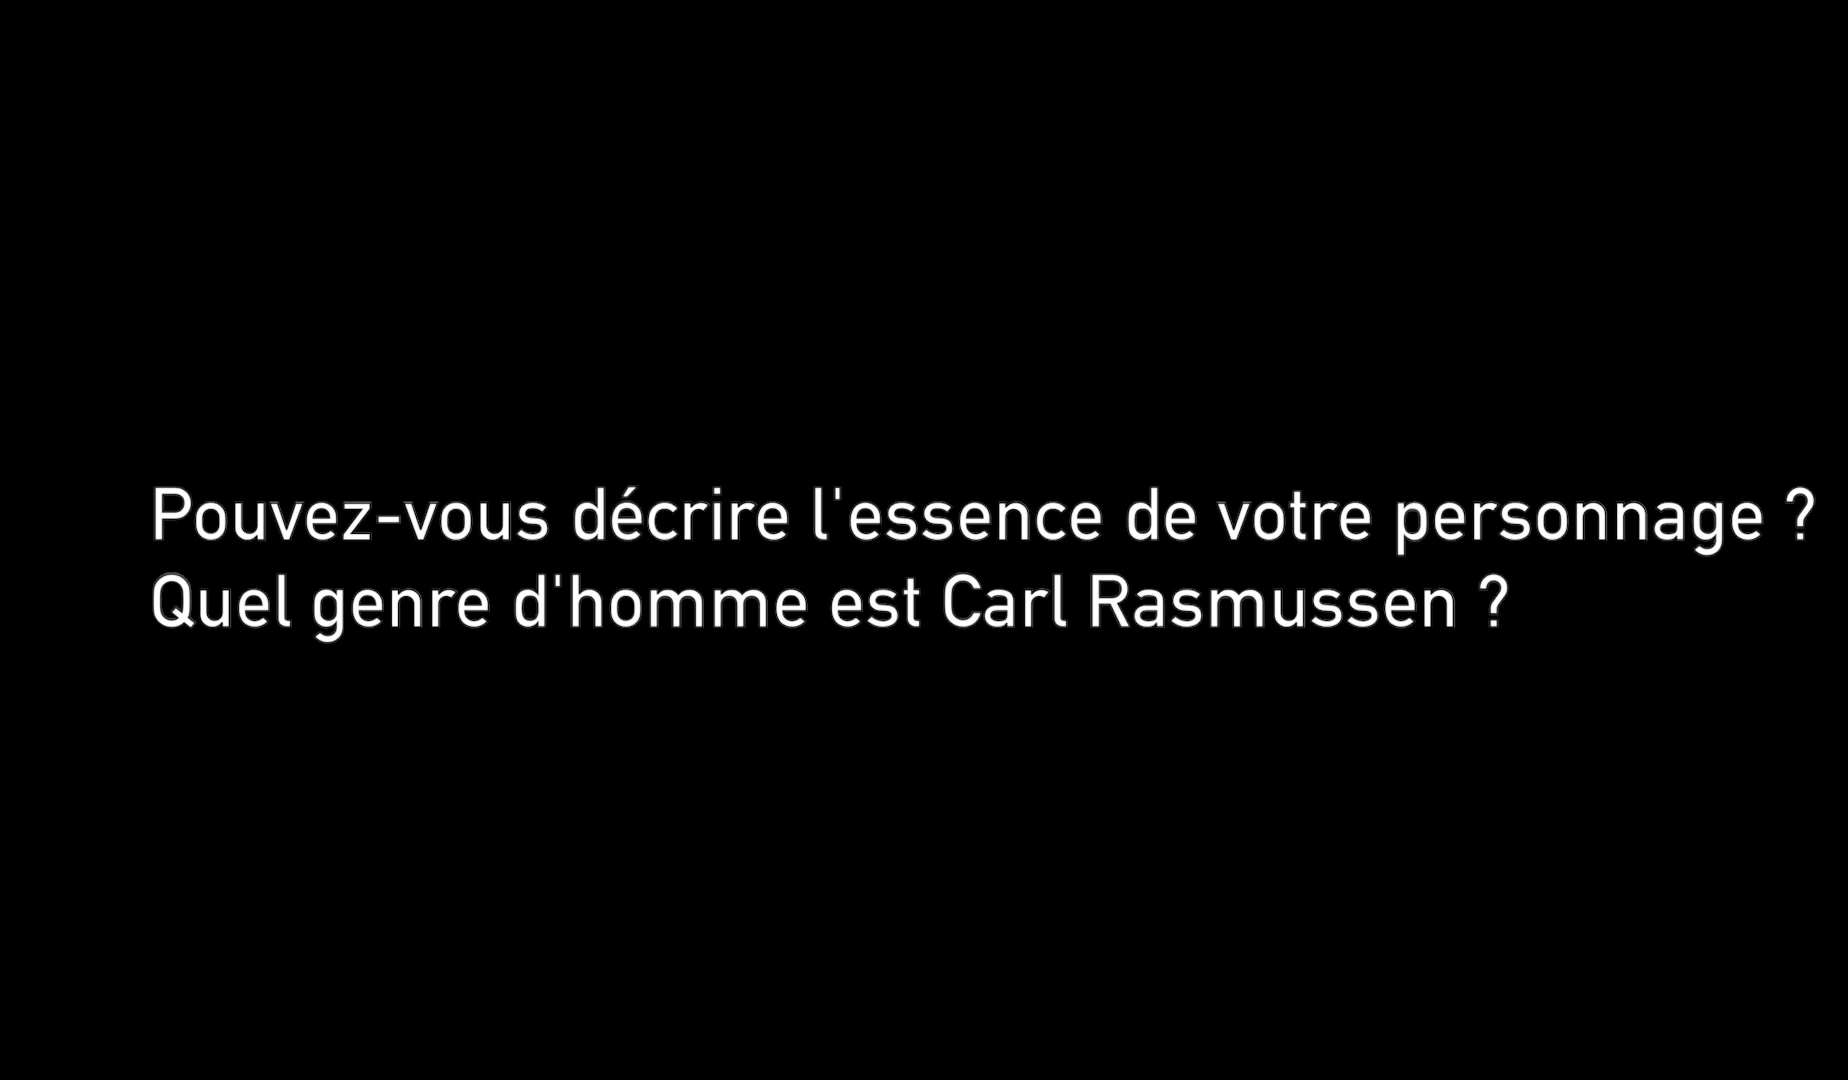 Pouvez-vous décrire l'essence de votre personnage ?
Quel genre d'homme est Carl Rasmussen ?